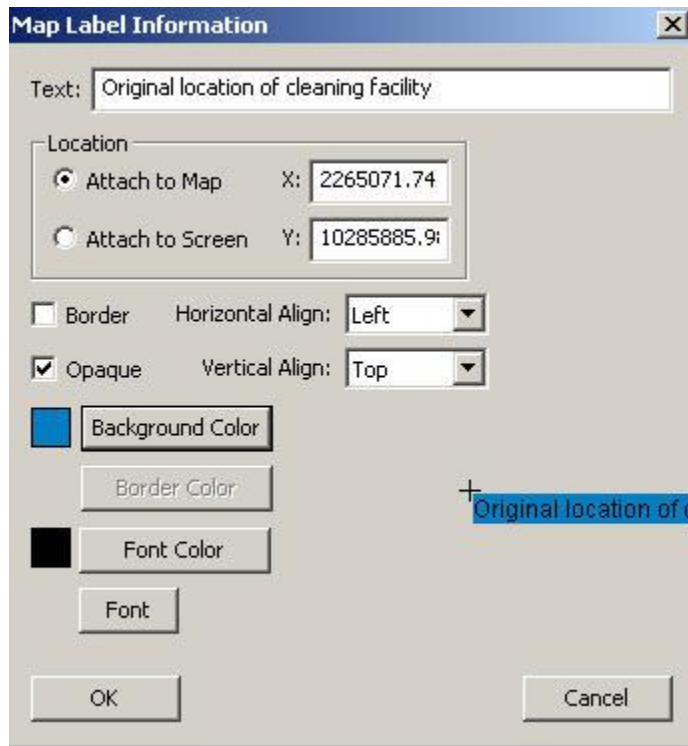 Map Label Information
Text: Original location of cleaning facility
Location
Attach to Map X: 2265071.74
Attach to Screen Y: 10285885.9
Border Horizontal Align: Left
Opaque Vertical Align: Top
Background Color
Border Color
Original location of
Font Color
Font
OK Cancel